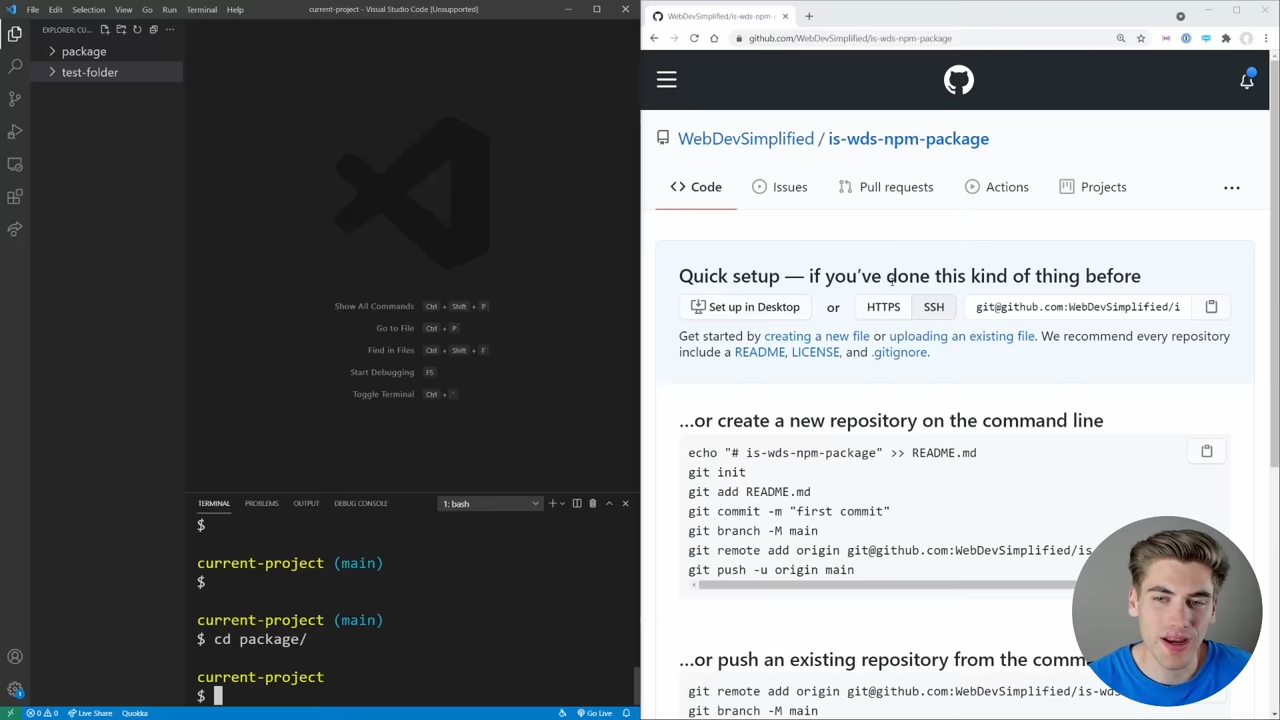 File Edit Selection View Go Run Terminal Help
current-project - Visual Studio Code [Unsupported]
EXPLORER: CU...
package
test-folder
Show All Commands Ctrl + Shift + P
Go to File Ctrl + P
Find in Files Ctrl + Shift + F
Start Debugging F5
Toggle Terminal Ctrl + `
TERMINAL PROBLEMS OUTPUT DEBUG CONSOLE
1: bash
$
current-project (main)
$
current-project (main)
$ cd package/
current-project
$
0 0 Live Share Quokka Go Live
WebDevSimplified/is-wds-npm-p
github.com/WebDevSimplified/is-wds-npm-package
WebDevSimplified / is-wds-npm-package
Code Issues Pull requests Actions Projects ...
Quick setup — if you've done this kind of thing before
Set up in Desktop or HTTPS SSH git@github.com:WebDevSimplified/i
Get started by creating a new file or uploading an existing file. We recommend every repository
include a README, LICENSE, and .gitignore.
...or create a new repository on the command line
echo "# is-wds-npm-package" >> README.md
git init
git add README.md
git commit -m "first commit"
git branch -M main
git remote add origin git@github.com:WebDevSimplified/is-
git push -u origin main
...or push an existing repository from the comm
git remote add origin git@github.com:WebDevSimplified/is-wds
git branch -M main